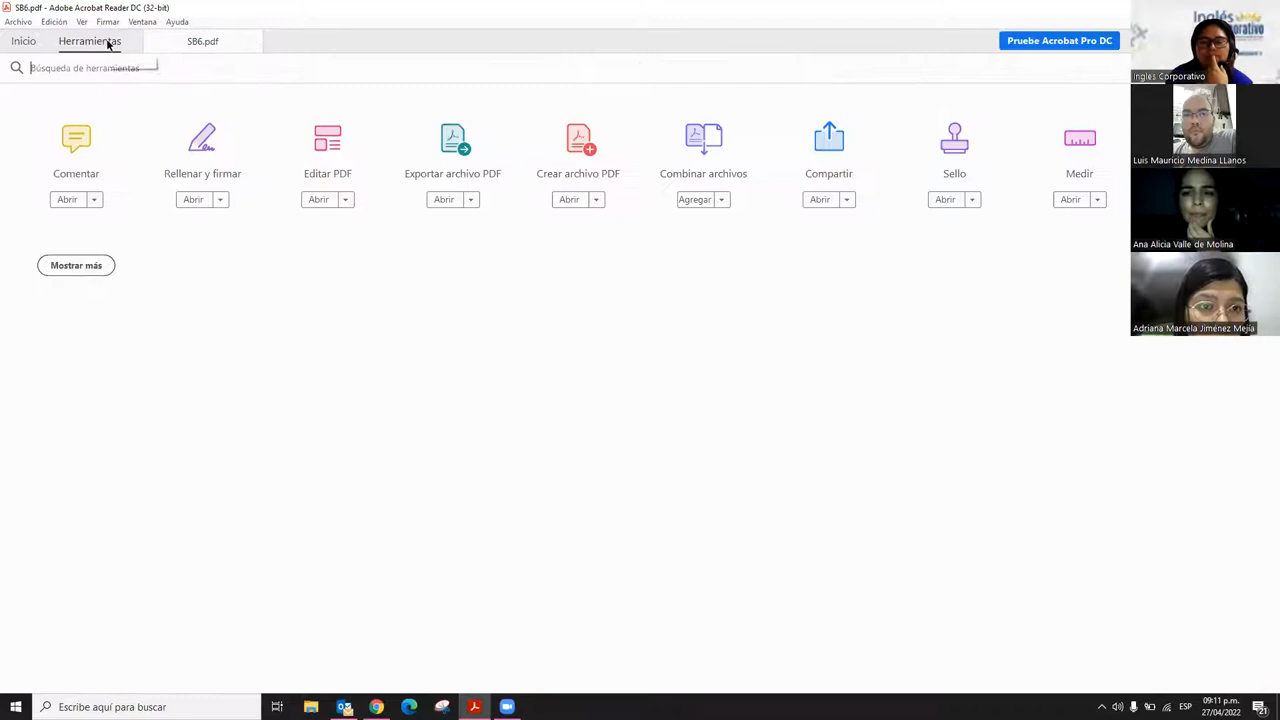 SB6.pdf - Adobe Acrobat Reader DC (32-bit)
Archivo Edición Ver Firmar Ventana Ayuda
Inicio Herramientas SB6.pdf Pruebe Acrobat Pro DC
Búsqueda de herramientas
Comentar Rellenar y firmar Editar PDF Exportar archivo PDF Crear archivo PDF Combinar archivos Compartir Sello Medir
Abrir Abrir Abrir Abrir Abrir Agregar Abrir Abrir Abrir
Mostrar más
Inglés Corporativo
Luis Mauricio Medina LLanos
Ana Alicia Valle de Molina
Adriana Marcela Jiménez Mejía
Escribe aquí para buscar
ESP
09:11 p.m.
27/04/2022
21